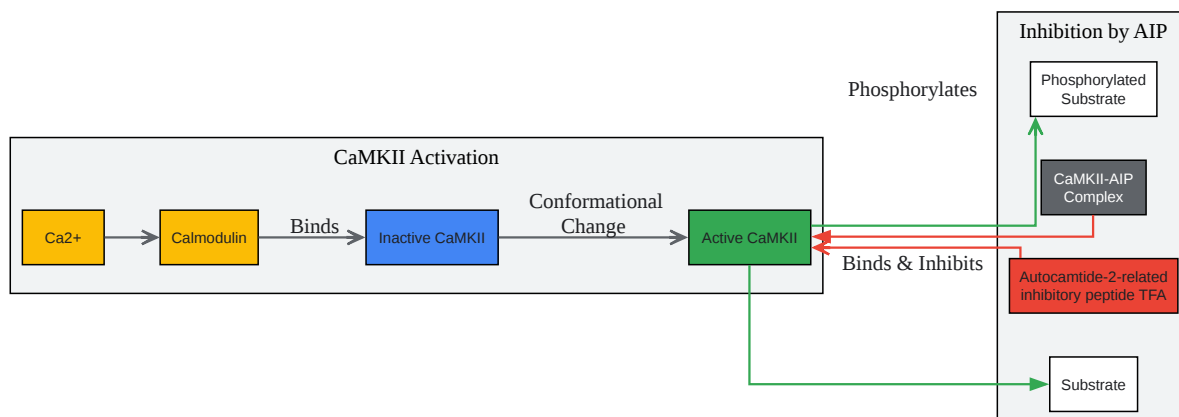 Inhibition by AIP
Phosphorylated
Substrate
Phosphorylates
CaMKII Activation
CaMKII-AIP
Complex
Conformational
Change
Binds
Ca2+
Calmodulin
Inactive CaMKII
Active CaMKII
Binds & Inhibits
Autocamtide-2-related
inhibitory peptide TFA
Substrate